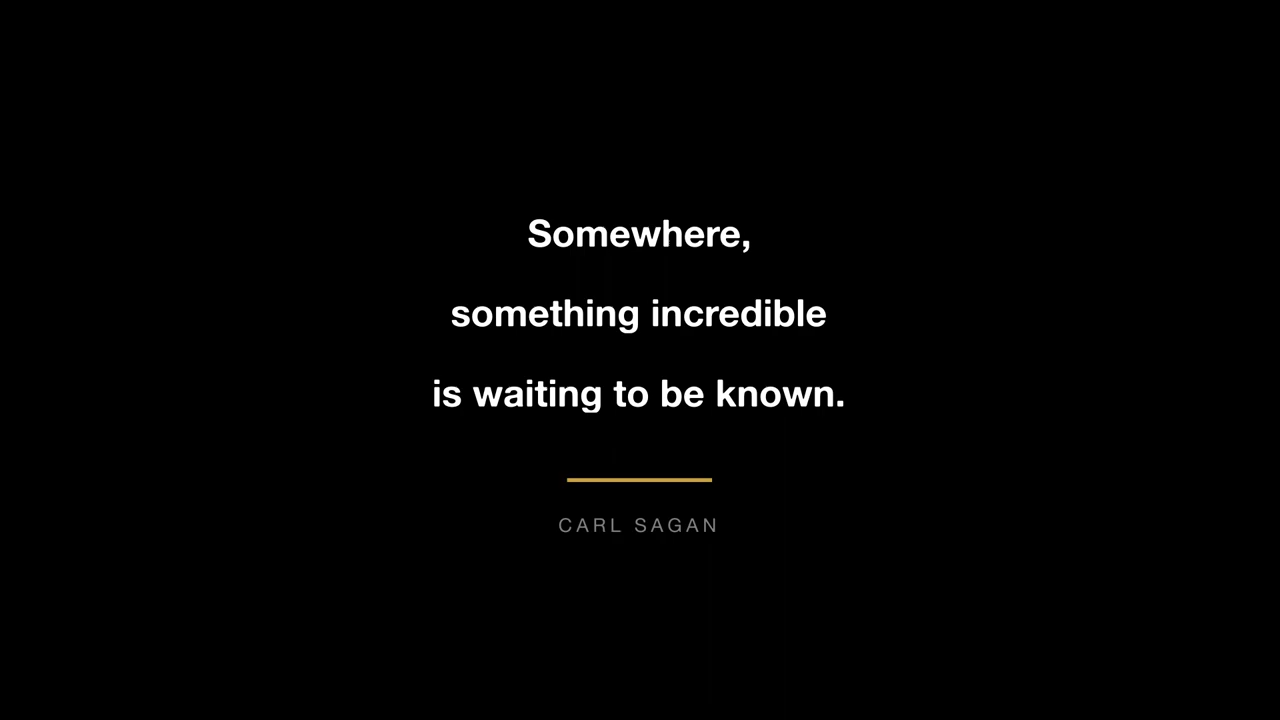 Somewhere,
something incredible
is waiting to be known.
CARL SAGAN